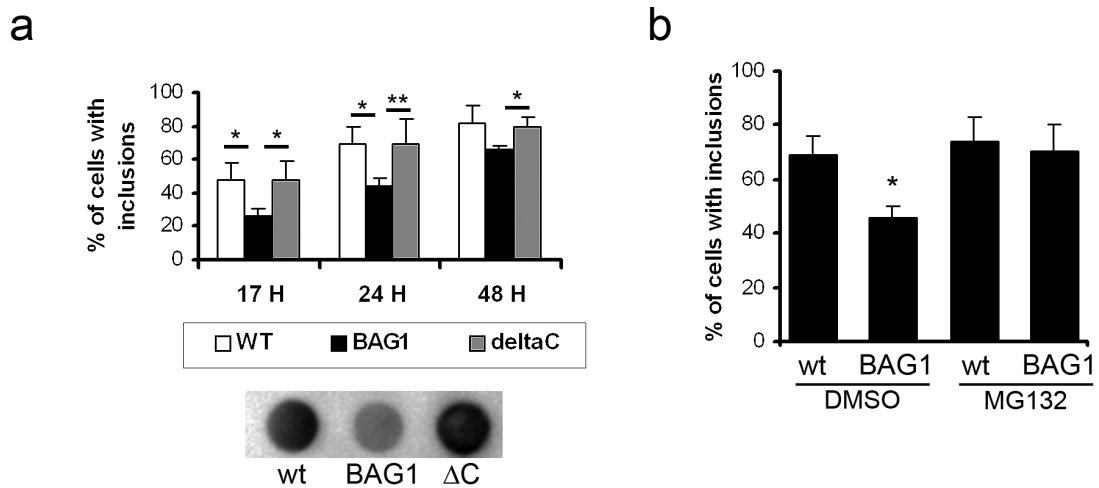 a
% of cells with inclusions
100
80
60
40
20
0
* * * ** *
17 H 24 H 48 H
WT BAG1 deltaC
wt BAG1 ΔC
b
% of cells with inclusions
100
80
60
40
20
0
*
wt BAG1 wt BAG1
DMSO MG132